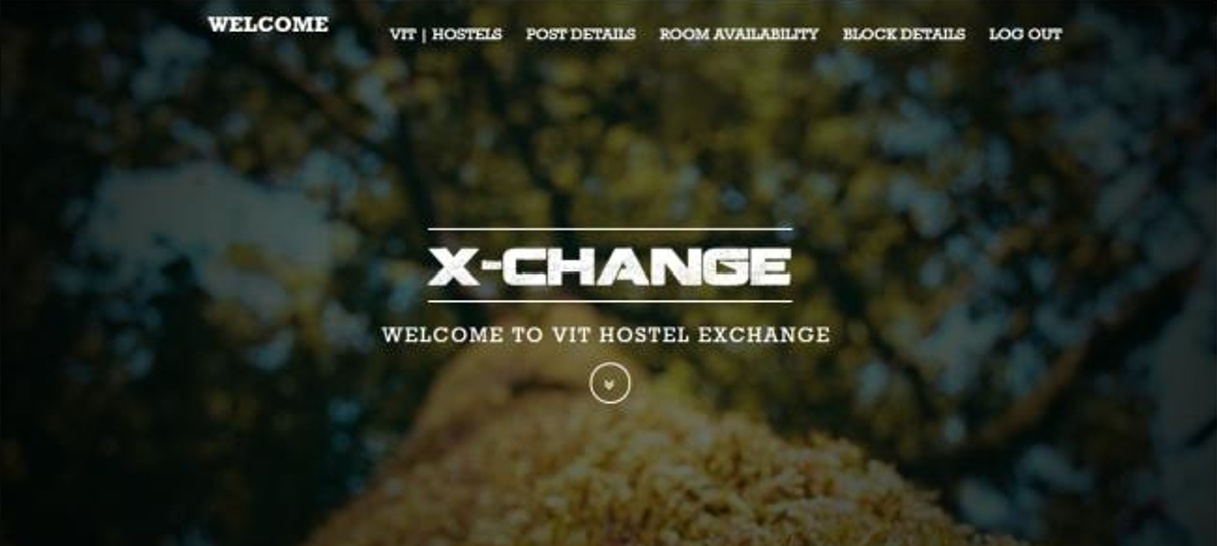 WELCOME
VIT | HOSTELS POST DETAILS ROOM AVAILABILITY BLOCK DETAILS LOG OUT
X-CHANGE
WELCOME TO VIT HOSTEL EXCHANGE